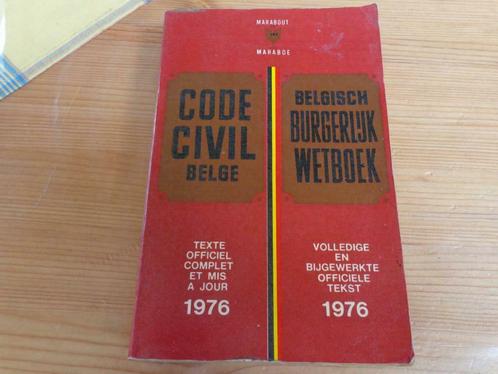 MARABOUT
MARABOE
CODE
CIVIL
BELGE
TEXTE
OFFICIEL
COMPLET
ET MIS
A JOUR
1976
BELGISCH
BURGERLIJK
WETBOEK
VOLLEDIGE
EN
BIJGEWERKTE
OFFICIELE
TEKST
1976